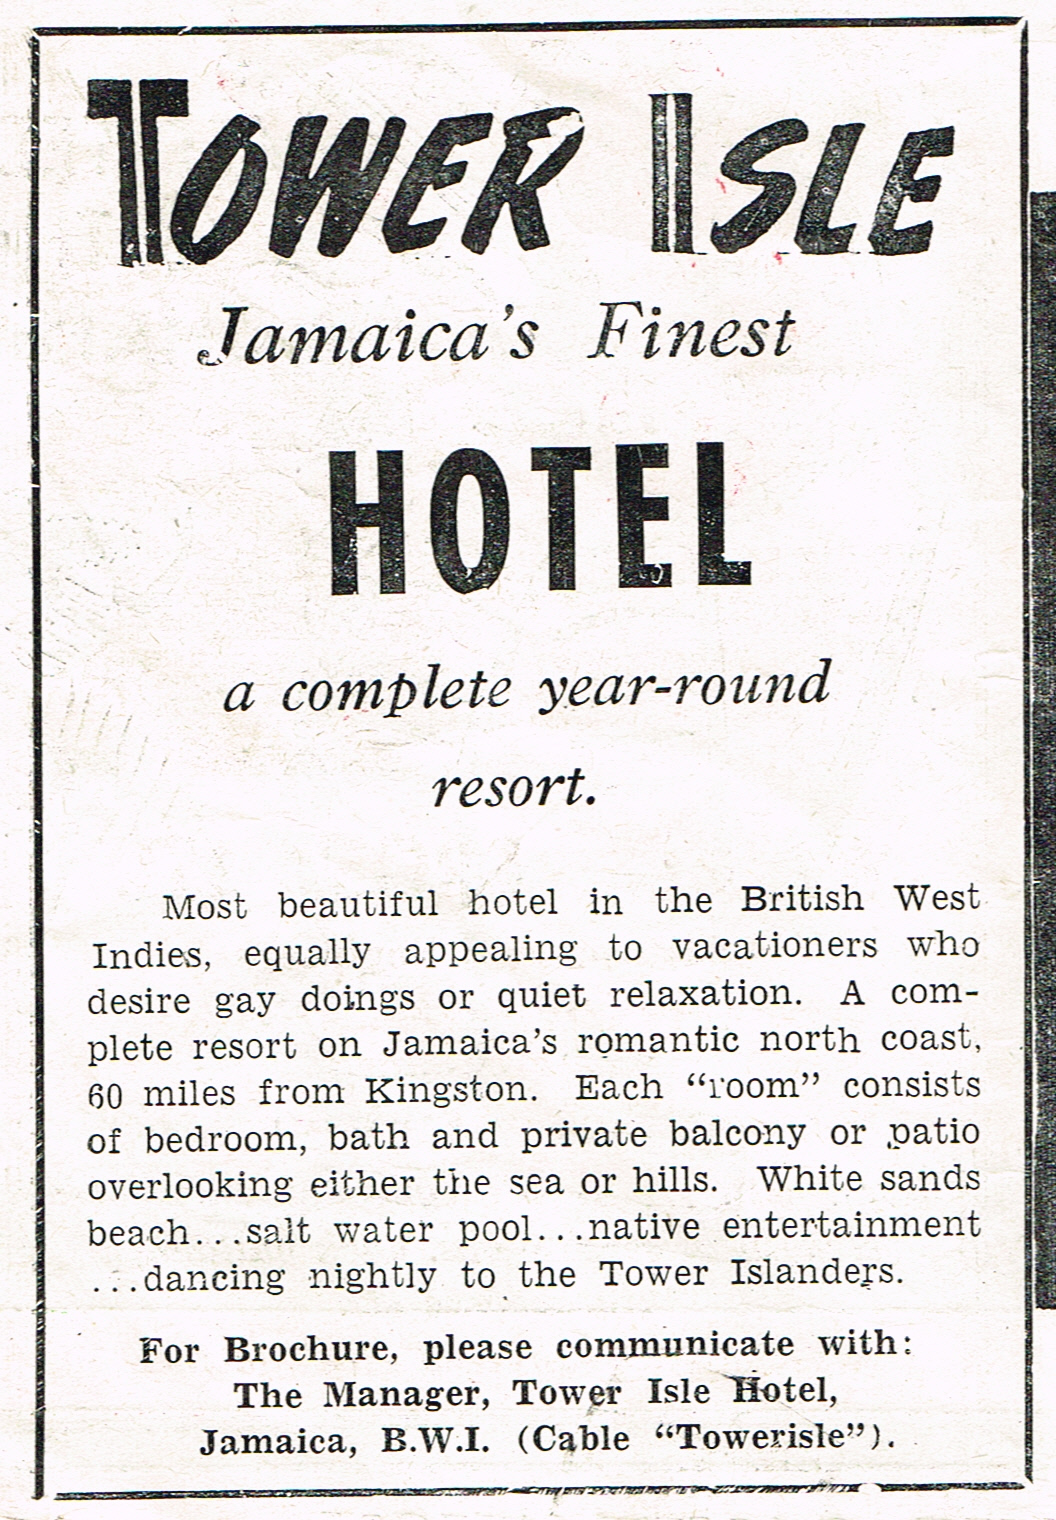 TOWER ISLE
Jamaica's Finest
HOTEL
a complete year-round
resort.
Most beautiful hotel in the British West
Indies, equally appealing to vacationers who
desire gay doings or quiet relaxation. A com-
plete resort on Jamaica's romantic north coast,
60 miles from Kingston. Each “room” consists
of bedroom, bath and private balcony or patio
overlooking either the sea or hills. White sands
beach...salt water pool...native entertainment
...dancing nightly to the Tower Islanders.
For Brochure, please communicate with:
The Manager, Tower Isle Hotel,
Jamaica, B.W.I. (Cable “Towerisle”).